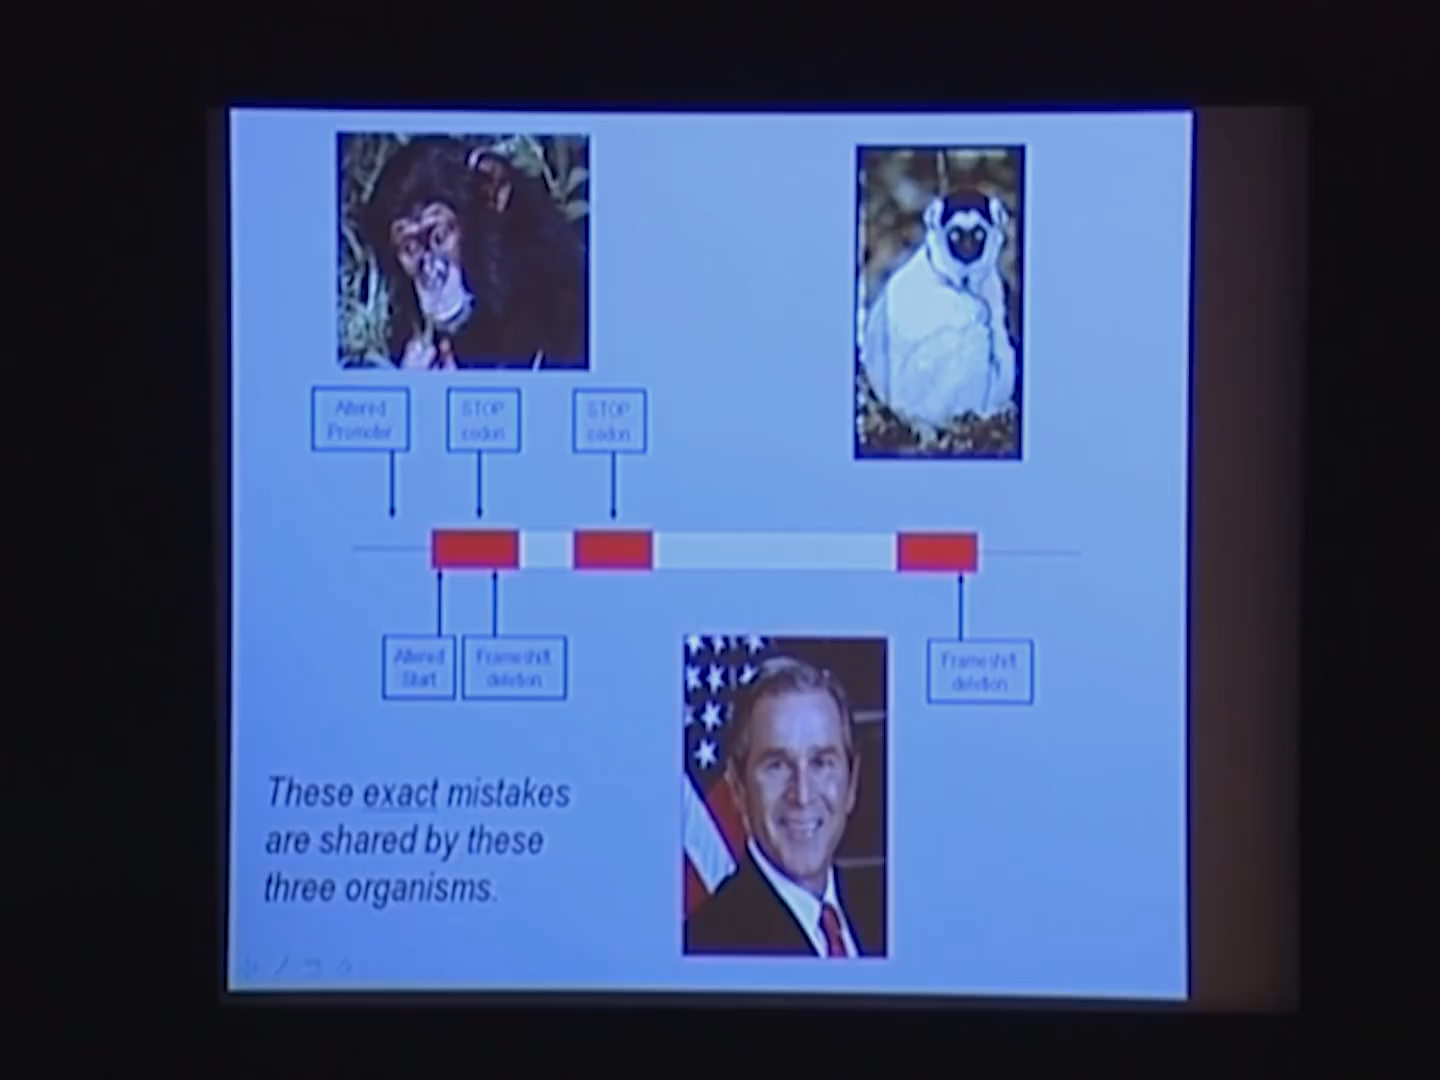 Altered
Promoter
STOP
codon
STOP
codon
Altered
Start
Frameshift
deletion
Frameshift
deletion
These exact mistakes
are shared by these
three organisms.